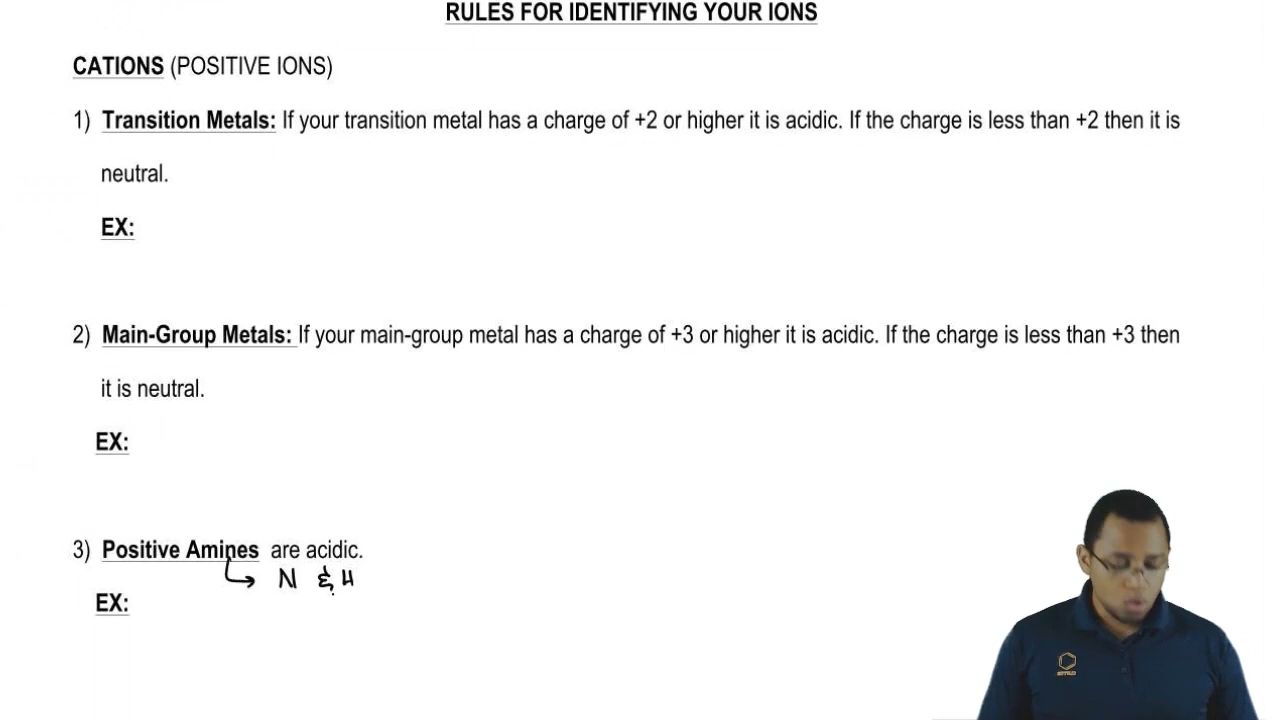 RULES FOR IDENTIFYING YOUR IONS
CATIONS (POSITIVE IONS)
1) Transition Metals: If your transition metal has a charge of +2 or higher it is acidic. If the charge is less than +2 then it is
neutral.
EX:
2) Main-Group Metals: If your main-group metal has a charge of +3 or higher it is acidic. If the charge is less than +3 then
it is neutral.
EX:
3) Positive Amines are acidic.
N & H
EX: